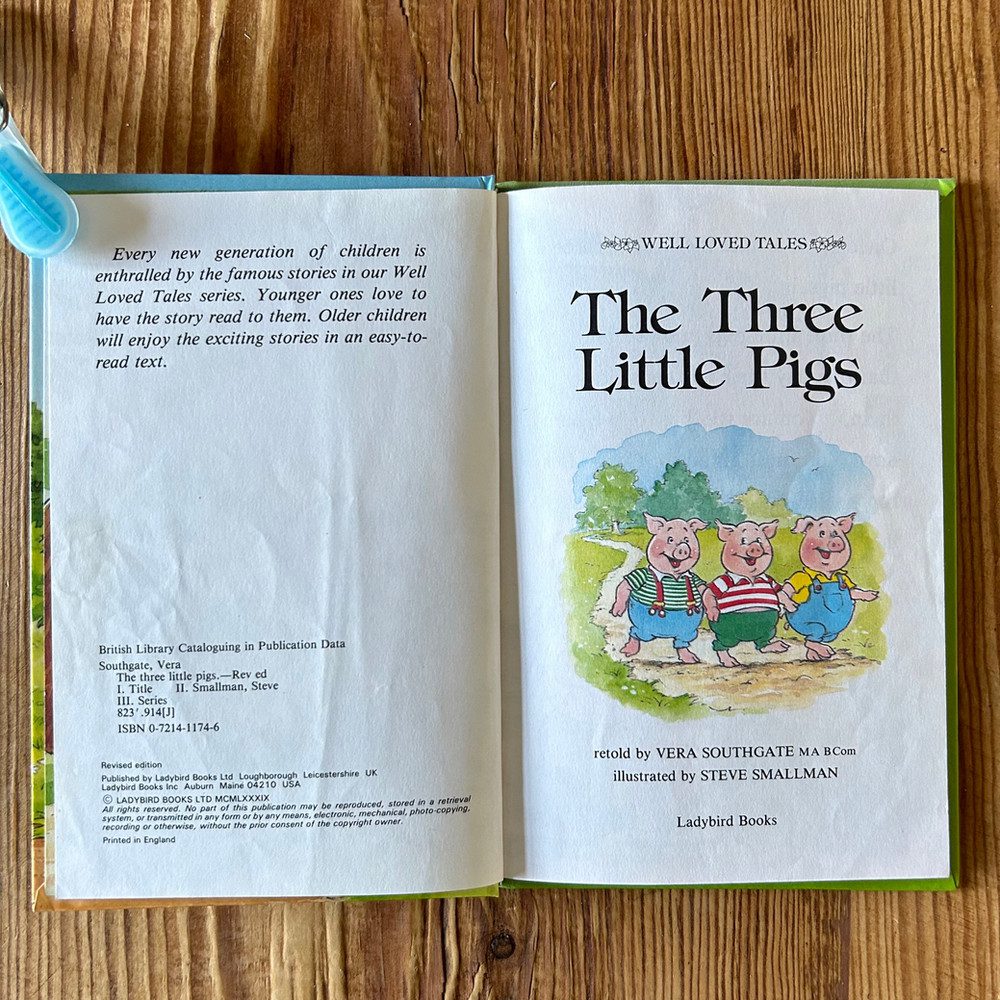 Every new generation of children is
enthralled by the famous stories in our Well
Loved Tales series. Younger ones love to
have the story read to them. Older children
will enjoy the exciting stories in an easy-to-
read text.
British Library Cataloguing in Publication Data
Southgate, Vera
The three little pigs.—Rev ed
I. Title II. Smallman, Steve
III. Series
823'.914[J]
ISBN 0-7214-1174-6
Revised edition
Published by Ladybird Books Ltd Loughborough Leicestershire UK
Ladybird Books Inc Auburn Maine 04210 USA
© LADYBIRD BOOKS LTD MCMLXXXIX
All rights reserved. No part of this publication may be reproduced, stored in a retrieval
system, or transmitted in any form or by any means, electronic, mechanical, photo-copying,
recording or otherwise, without the prior consent of the copyright owner.
Printed in England
WELL LOVED TALES
The Three
Little Pigs
retold by VERA SOUTHGATE MA BCom
illustrated by STEVE SMALLMAN
Ladybird Books